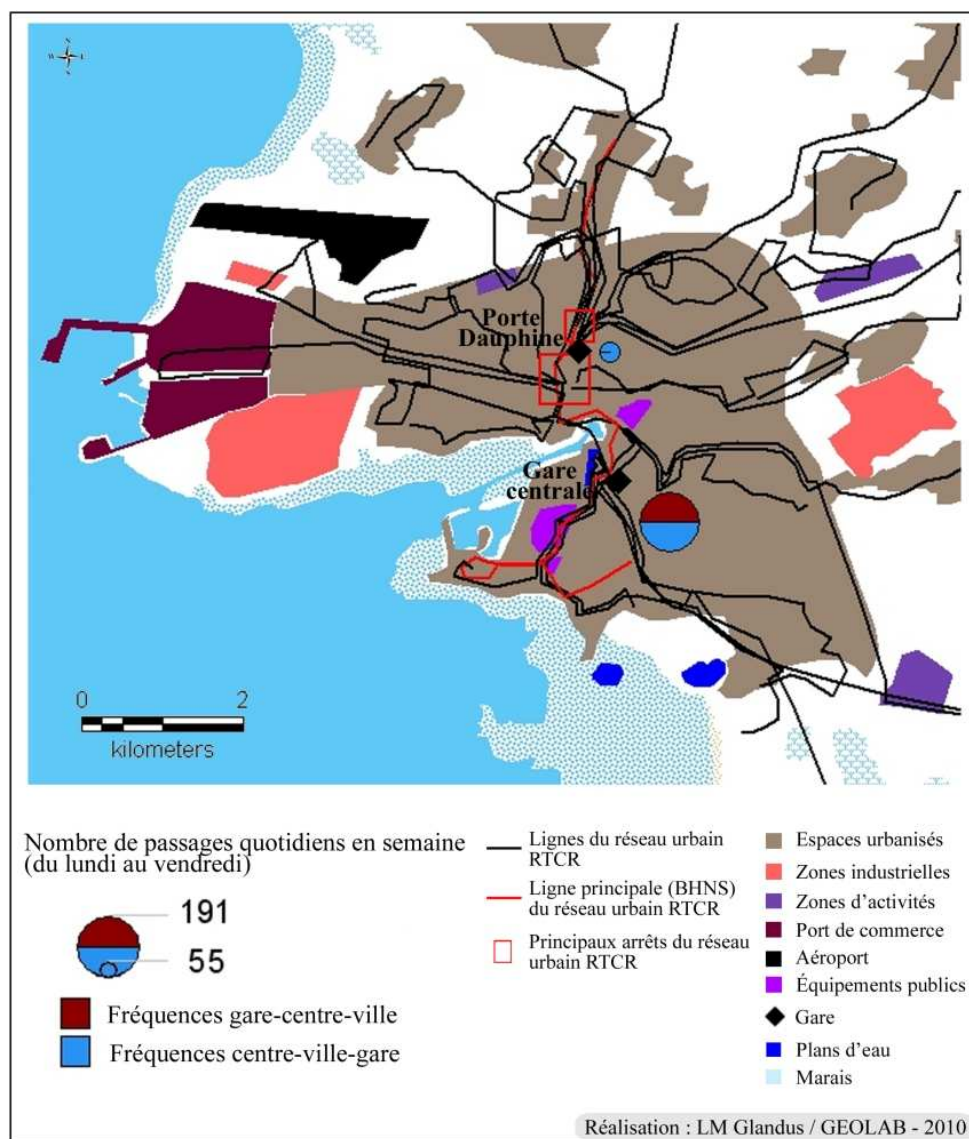 N
W E
S
Porte
Dauphine
Gare
centrale
0 2
kilometers
Nombre de passages quotidiens en semaine
(du lundi au vendredi)
191
55
Fréquences gare-centre-ville
Fréquences centre-ville-gare
Lignes du réseau urbain
RTCR
Ligne principale (BHNS)
du réseau urbain RTCR
Principaux arrêts du réseau
urbain RTCR
Espaces urbanisés
Zones industrielles
Zones d’activités
Port de commerce
Aéroport
Équipements publics
Gare
Plans d’eau
Marais
Réalisation : LM Glandus / GEOLAB - 2010